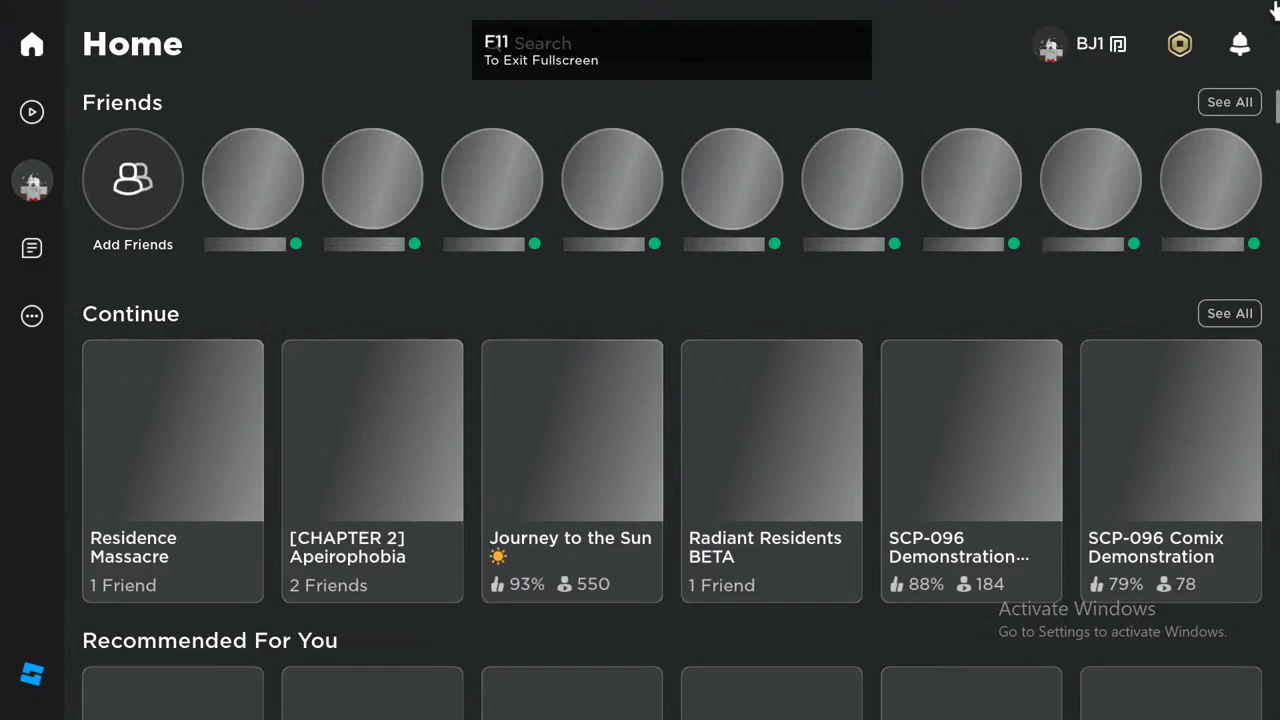 Home
F11 Search
To Exit Fullscreen
BJ1
Friends
See All
Add Friends
Continue
See All
Residence
Massacre
1 Friend
[CHAPTER 2]
Apeirophobia
2 Friends
Journey to the Sun
☀️
93% 550
Radiant Residents
BETA
1 Friend
SCP-096
Demonstration...
88% 184
SCP-096 Comix
Demonstration
79% 78
Activate Windows
Go to Settings to activate Windows.
Recommended For You